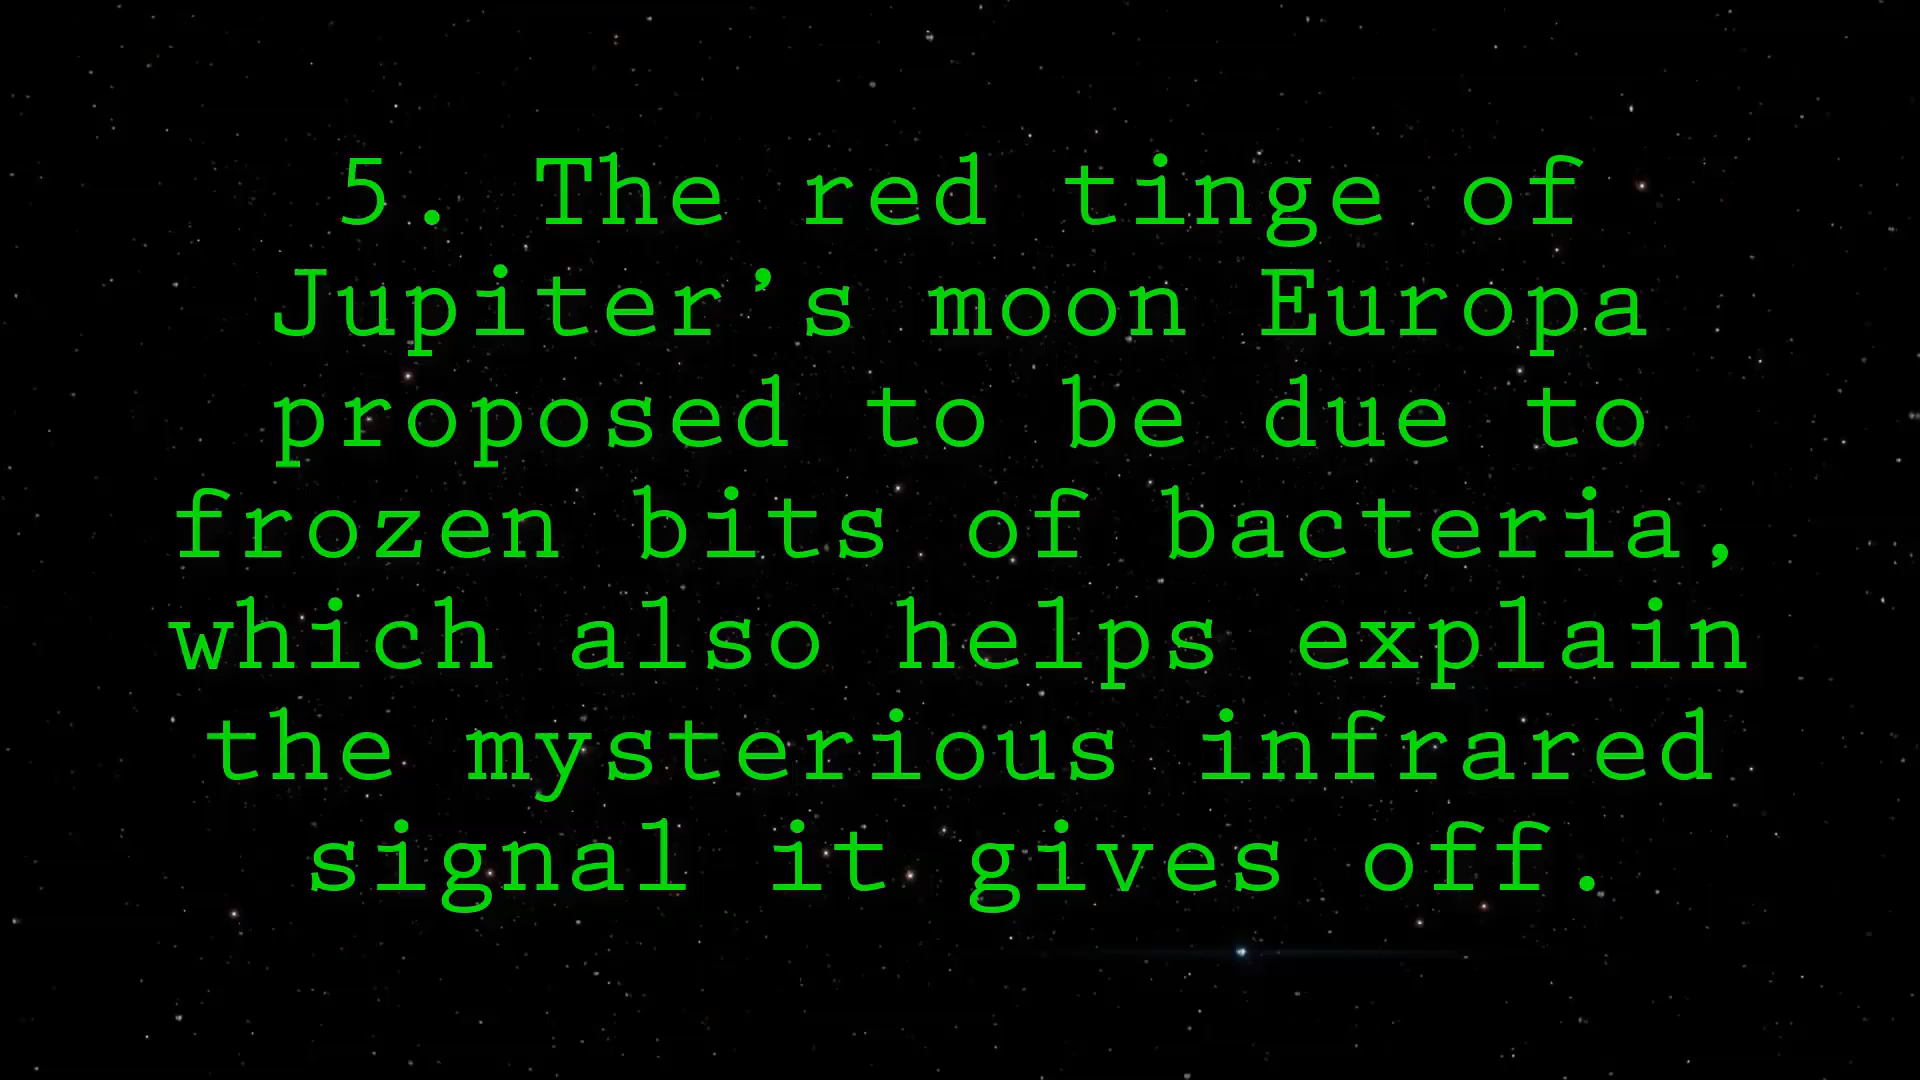 5. The red tinge of
Jupiter’s moon Europa
proposed to be due to
frozen bits of bacteria,
which also helps explain
the mysterious infrared
signal it gives off.